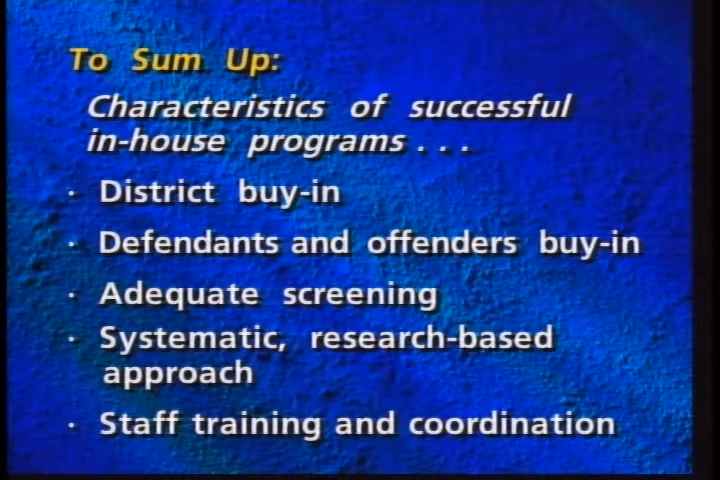 To Sum Up:
Characteristics of successful
in-house programs . . .
· District buy-in
· Defendants and offenders buy-in
· Adequate screening
· Systematic, research-based
approach
· Staff training and coordination